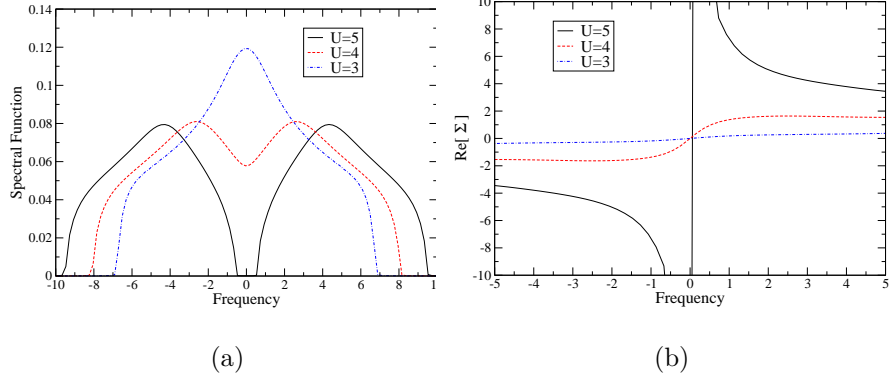 0.14
0.12
0.1
0.08
0.06
0.04
0.02
0
Spectral Function
U=5
U=4
U=3
-10 -8 -6 -4 -2 0 2 4 6 8 1
Frequency
(a)
10
8
6
4
2
0
-2
-4
-6
-8
-10
Re[ Σ ]
U=5
U=4
U=3
-5 -4 -3 -2 -1 0 1 2 3 4 5
Frequency
(b)